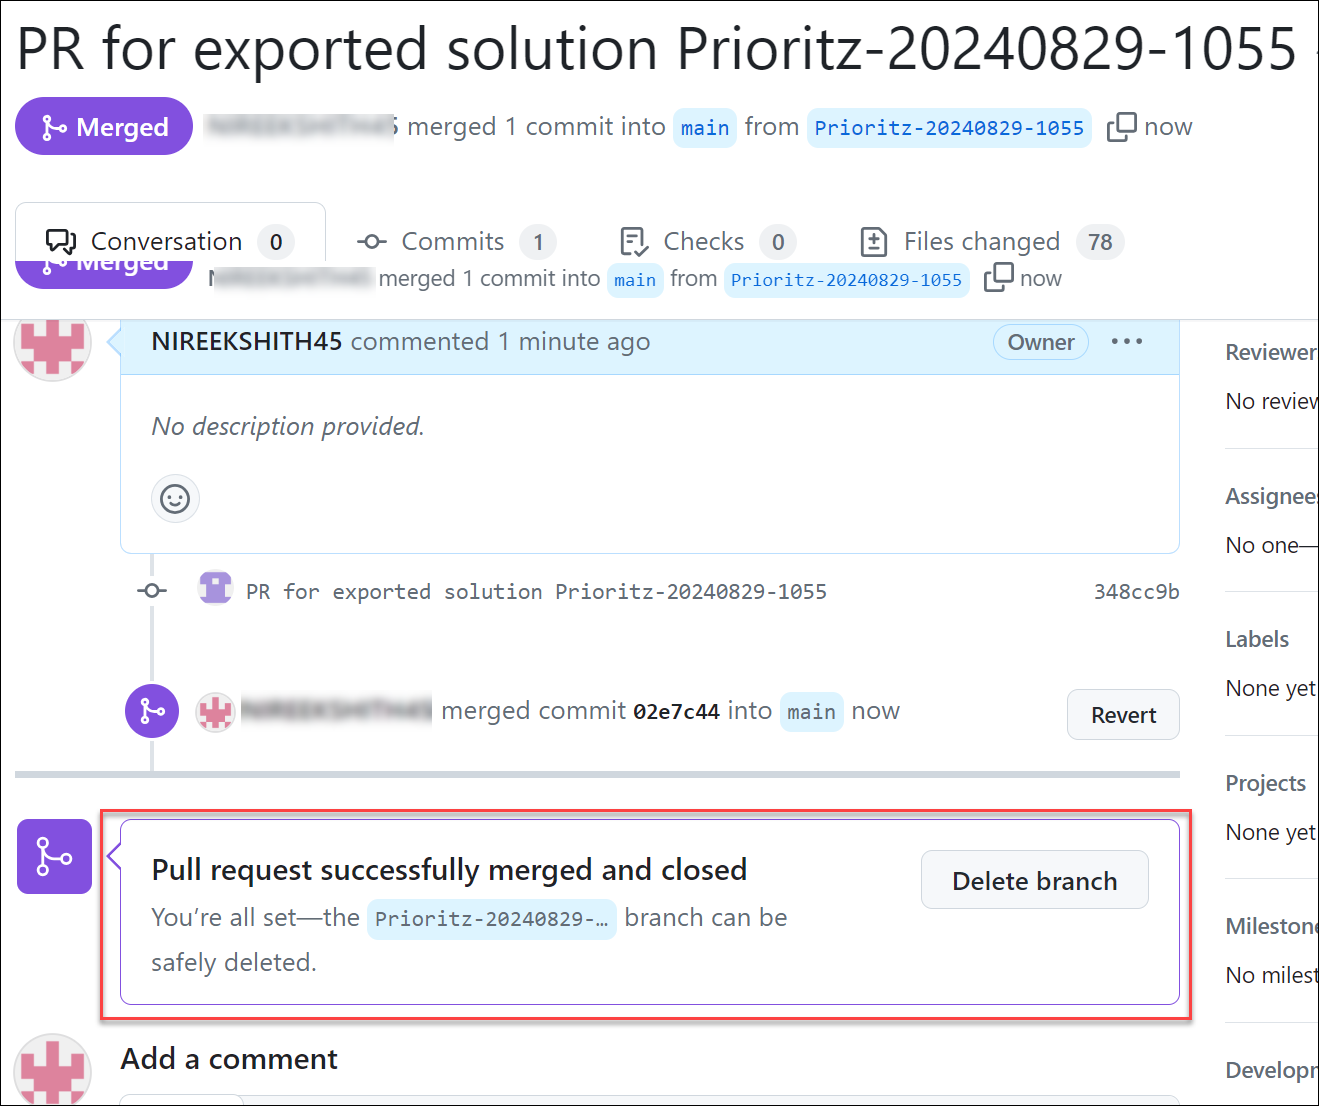 PR for exported solution Prioritz-20240829-1055
Merged merged 1 commit into main from Prioritz-20240829-1055 now
Conversation 0 Commits 1 Checks 0 Files changed 78
Merged merged 1 commit into main from Prioritz-20240829-1055 now
NIREEKSHITH45 commented 1 minute ago Owner
Reviewer
No review
No description provided.
Assignees
No one—
PR for exported solution Prioritz-20240829-1055 348cc9b
Labels
None yet
merged commit 02e7c44 into main now Revert
Projects
None yet
Pull request successfully merged and closed
Delete branch
You're all set—the Prioritz-20240829-… branch can be
safely deleted.
Milestone
No milest
Add a comment
Developm